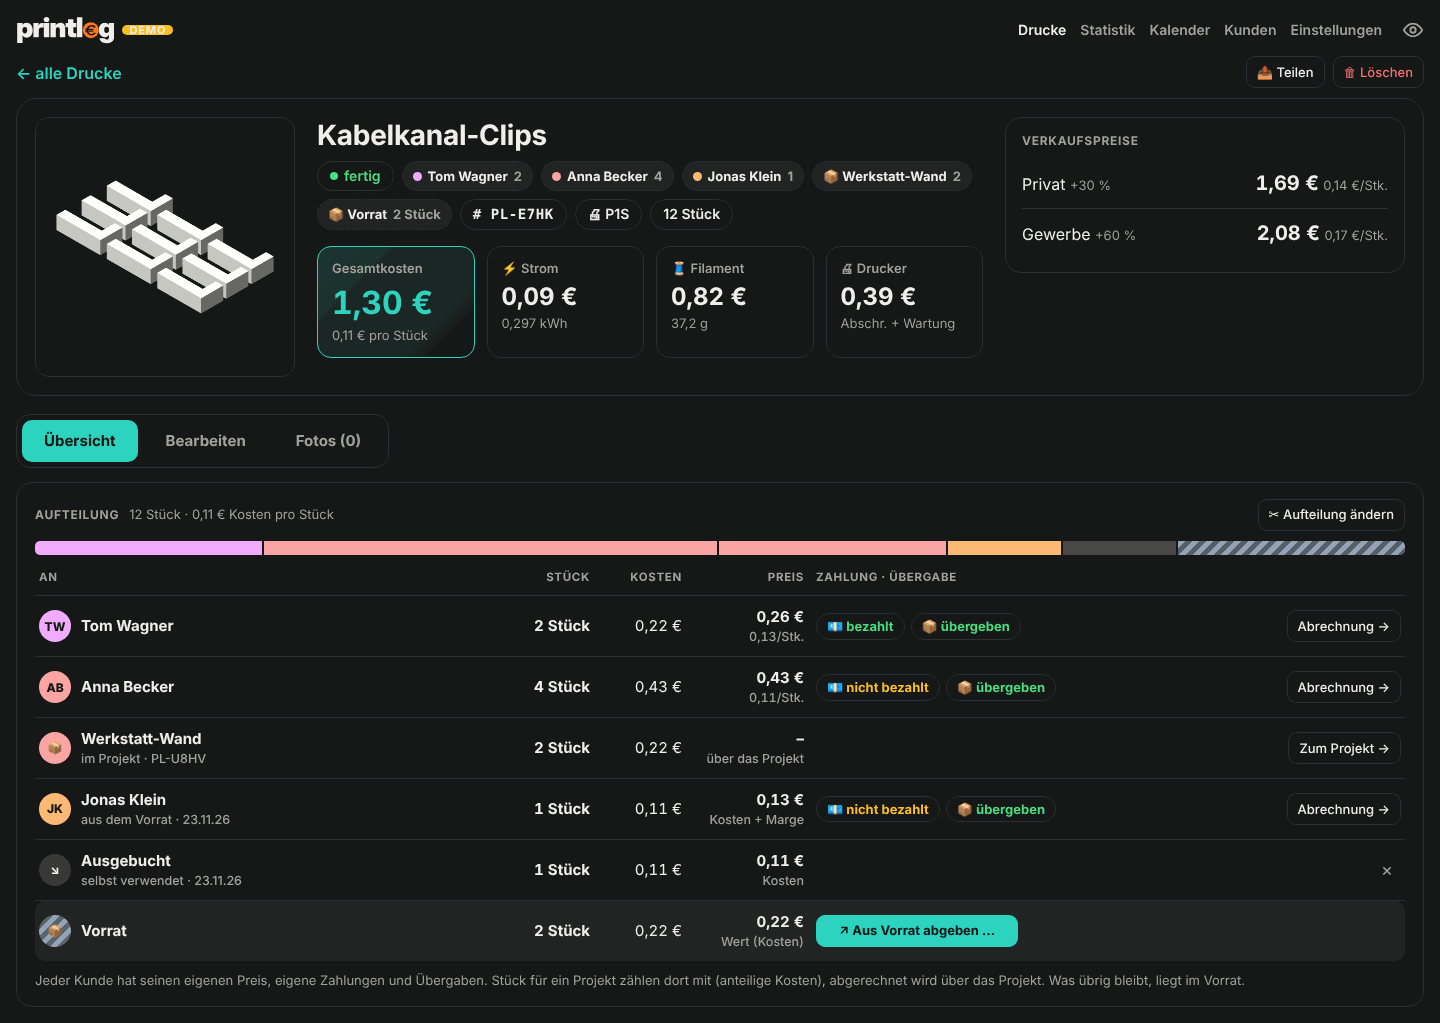 printlog DEMO
Drucke Statistik Kalender Kunden Einstellungen
← alle Drucke
Teilen Löschen
Kabelkanal-Clips
fertig Tom Wagner 2 Anna Becker 4 Jonas Klein 1 Werkstatt-Wand 2
Vorrat 2 Stück # PL-E7HK P1S 12 Stück
Gesamtkosten
1,30 €
0,11 € pro Stück
Strom
0,09 €
0,297 kWh
Filament
0,82 €
37,2 g
Drucker
0,39 €
Abschr. + Wartung
VERKAUFSPREISE
Privat +30 % 1,69 € 0,14 €/Stk.
Gewerbe +60 % 2,08 € 0,17 €/Stk.
Übersicht Bearbeiten Fotos (0)
AUFTEILUNG 12 Stück · 0,11 € Kosten pro Stück
✂ Aufteilung ändern
AN STÜCK KOSTEN PREIS ZAHLUNG · ÜBERGABE
TW Tom Wagner 2 Stück 0,22 € 0,26 € bezahlt übergeben Abrechnung →
0,13/Stk.
AB Anna Becker 4 Stück 0,43 € 0,43 € nicht bezahlt übergeben Abrechnung →
0,11/Stk.
Werkstatt-Wand 2 Stück 0,22 € – Zum Projekt →
im Projekt · PL-U8HV über das Projekt
JK Jonas Klein 1 Stück 0,11 € 0,13 € nicht bezahlt übergeben Abrechnung →
aus dem Vorrat · 23.11.26 Kosten + Marge
Ausgebucht 1 Stück 0,11 € 0,11 € ×
selbst verwendet · 23.11.26 Kosten
Vorrat 2 Stück 0,22 € 0,22 € ↗ Aus Vorrat abgeben …
Wert (Kosten)
Jeder Kunde hat seinen eigenen Preis, eigene Zahlungen und Übergaben. Stück für ein Projekt zählen dort mit (anteilige Kosten), abgerechnet wird über das Projekt. Was übrig bleibt, liegt im Vorrat.